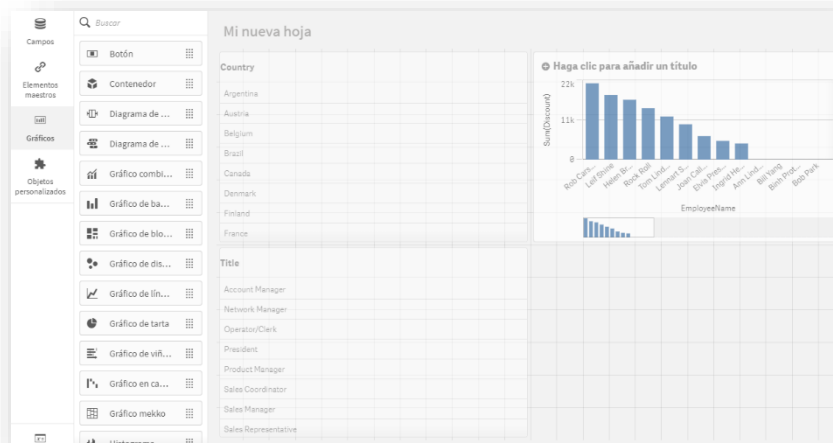 Campos
Elementos
maestros
Gráficos
Objetos
personalizados
Buscar
Botón
Contenedor
Diagrama de ...
Diagrama de ...
Gráfico combi...
Gráfico de ba...
Gráfico de blo...
Gráfico de dis...
Gráfico de lín...
Gráfico de tarta
Gráfico de viñ...
Gráfico en ca...
Gráfico mekko
Histograma
Mi nueva hoja
Country
Argentina
Austria
Belgium
Brazil
Canada
Denmark
Finland
France
Title
Account Manager
Network Manager
Operator/Clerk
President
Product Manager
Sales Coordinator
Sales Manager
Sales Representative
Haga clic para añadir un título
Sum(Discount)
22k
11k
0
Rob Cars...
Leif Shine
Helen Br...
Rock Roll
Tom Lind...
Lennart S...
Joan Call...
Elvis Pres...
Ingrid He...
Ann Lind...
Bill Yang
Binh Prot...
Bob Park
EmployeeName